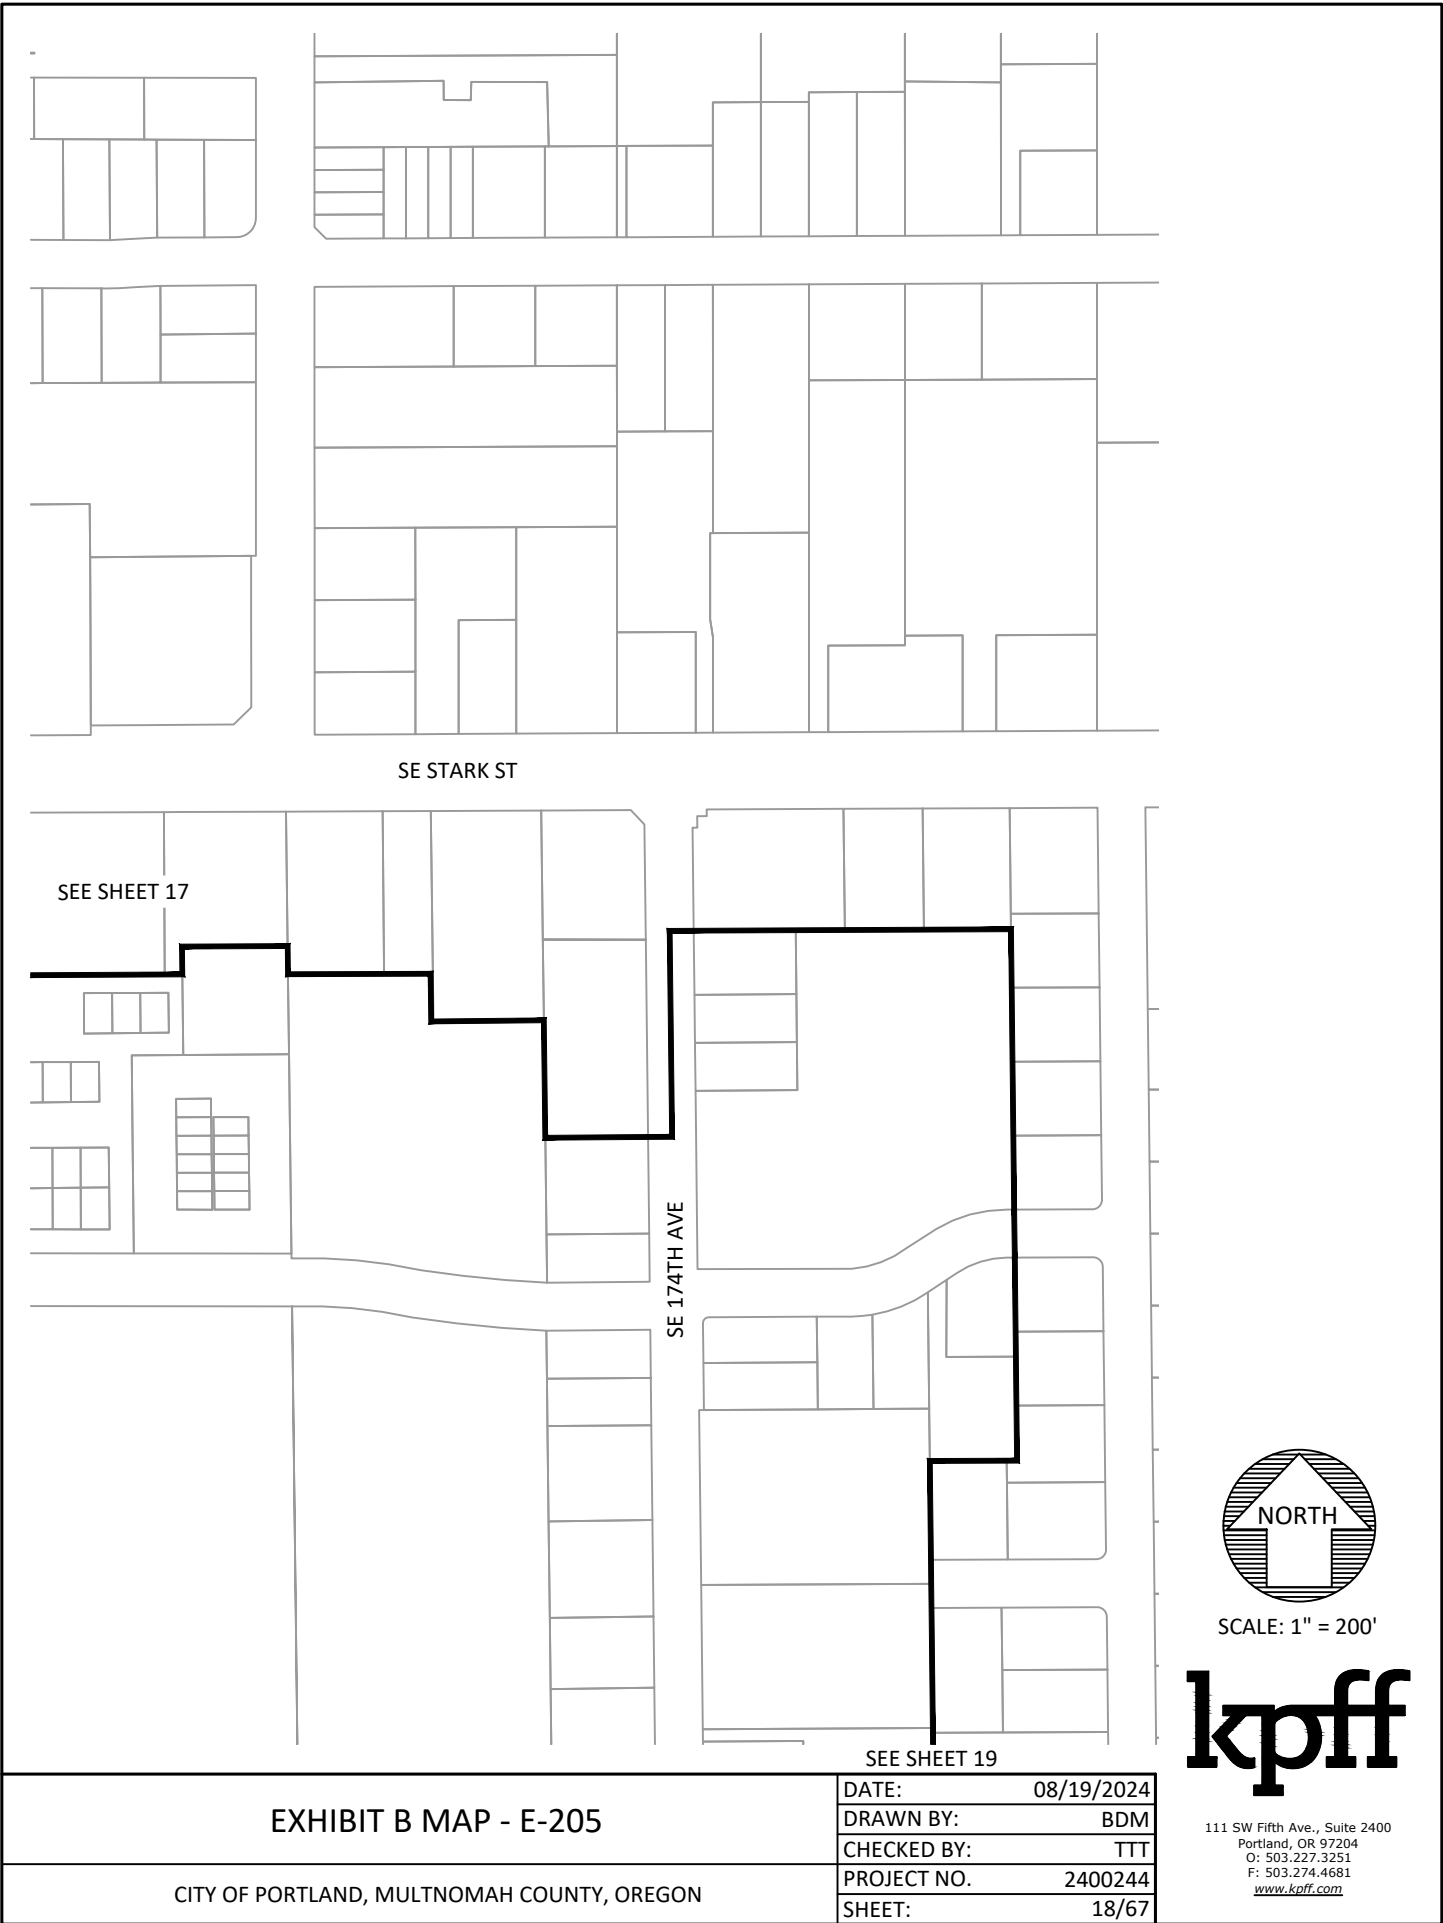 SE STARK ST
SEE SHEET 17
SE 174TH AVE
NORTH
SCALE: 1" = 200'
kpff
SEE SHEET 19
EXHIBIT B MAP - E-205
CITY OF PORTLAND, MULTNOMAH COUNTY, OREGON
DATE: 08/19/2024
DRAWN BY: BDM
CHECKED BY: TTT
PROJECT NO. 2400244
SHEET: 18/67
111 SW Fifth Ave., Suite 2400
Portland, OR 97204
O: 503.227.3251
F: 503.274.4681
www.kpff.com